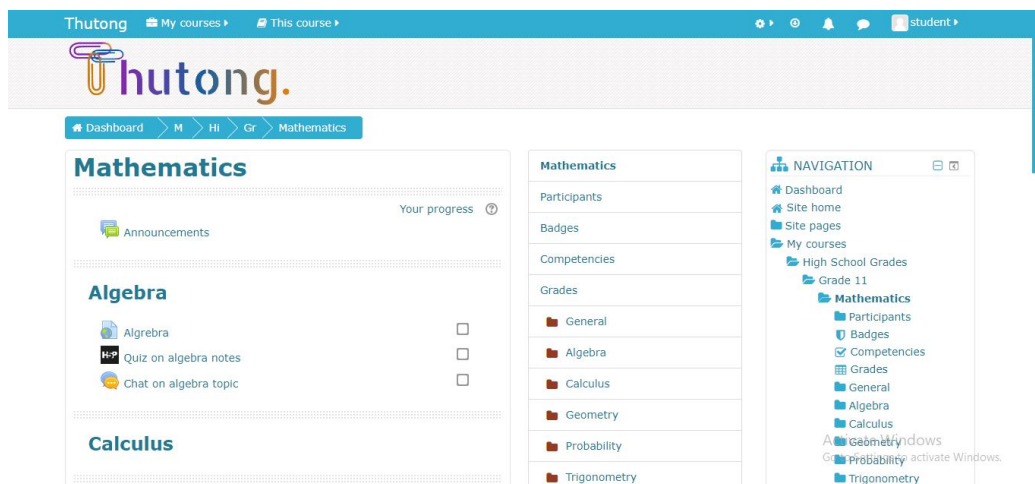 Thutong My courses This course student
Thutong.
Dashboard M Hi Gr Mathematics
Mathematics
Your progress
Announcements
Algebra
Algrebra
H-P Quiz on algebra notes
Chat on algebra topic
Calculus
Mathematics
Participants
Badges
Competencies
Grades
General
Algebra
Calculus
Geometry
Probability
Trigonometry
NAVIGATION
Dashboard
Site home
Site pages
My courses
High School Grades
Grade 11
Mathematics
Participants
Badges
Competencies
Grades
General
Algebra
Calculus
Geometry
Probability
Trigonometry
Activate Windows
Go to Settings to activate Windows.